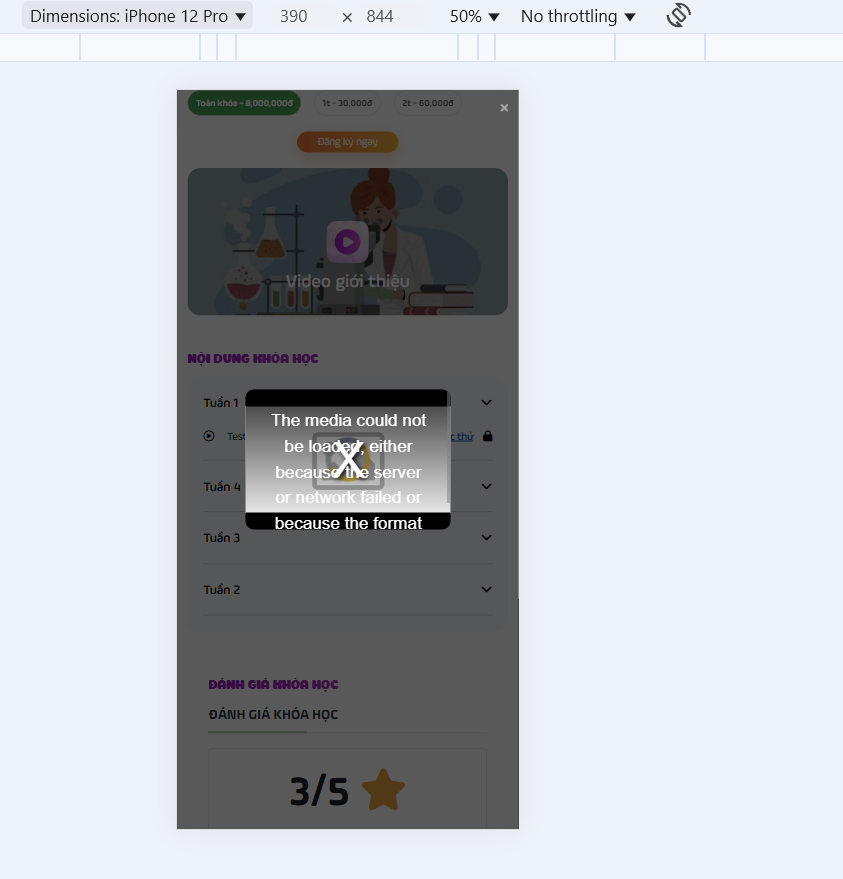 Dimensions: iPhone 12 Pro ▼ 390 × 844 50% ▼ No throttling ▼
Toàn khóa - 8,000,000đ 1t - 30,000đ 2t - 60,000đ ×
Đăng ký ngay
Video giới thiệu
NỘI DUNG KHÓA HỌC
Tuần 1
The media could not
be loaded, either
because the server
or network failed or
because the format
Test
c thử
Tuần 4
Tuần 3
Tuần 2
ĐÁNH GIÁ KHÓA HỌC
ĐÁNH GIÁ KHÓA HỌC
3/5